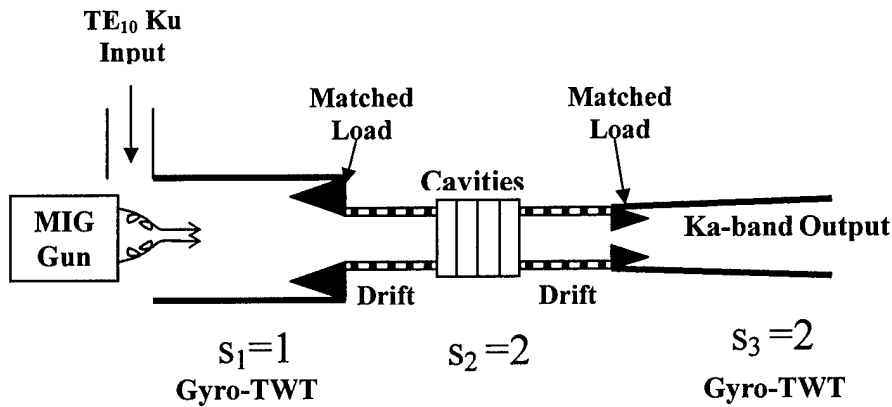 TE₁₀ Ku
Input
Matched
Load
Matched
Load
Cavities
MIG
Gun
Ka-band Output
Drift
Drift
s₁=1
s₂=2
s₃=2
Gyro-TWT
Gyro-TWT